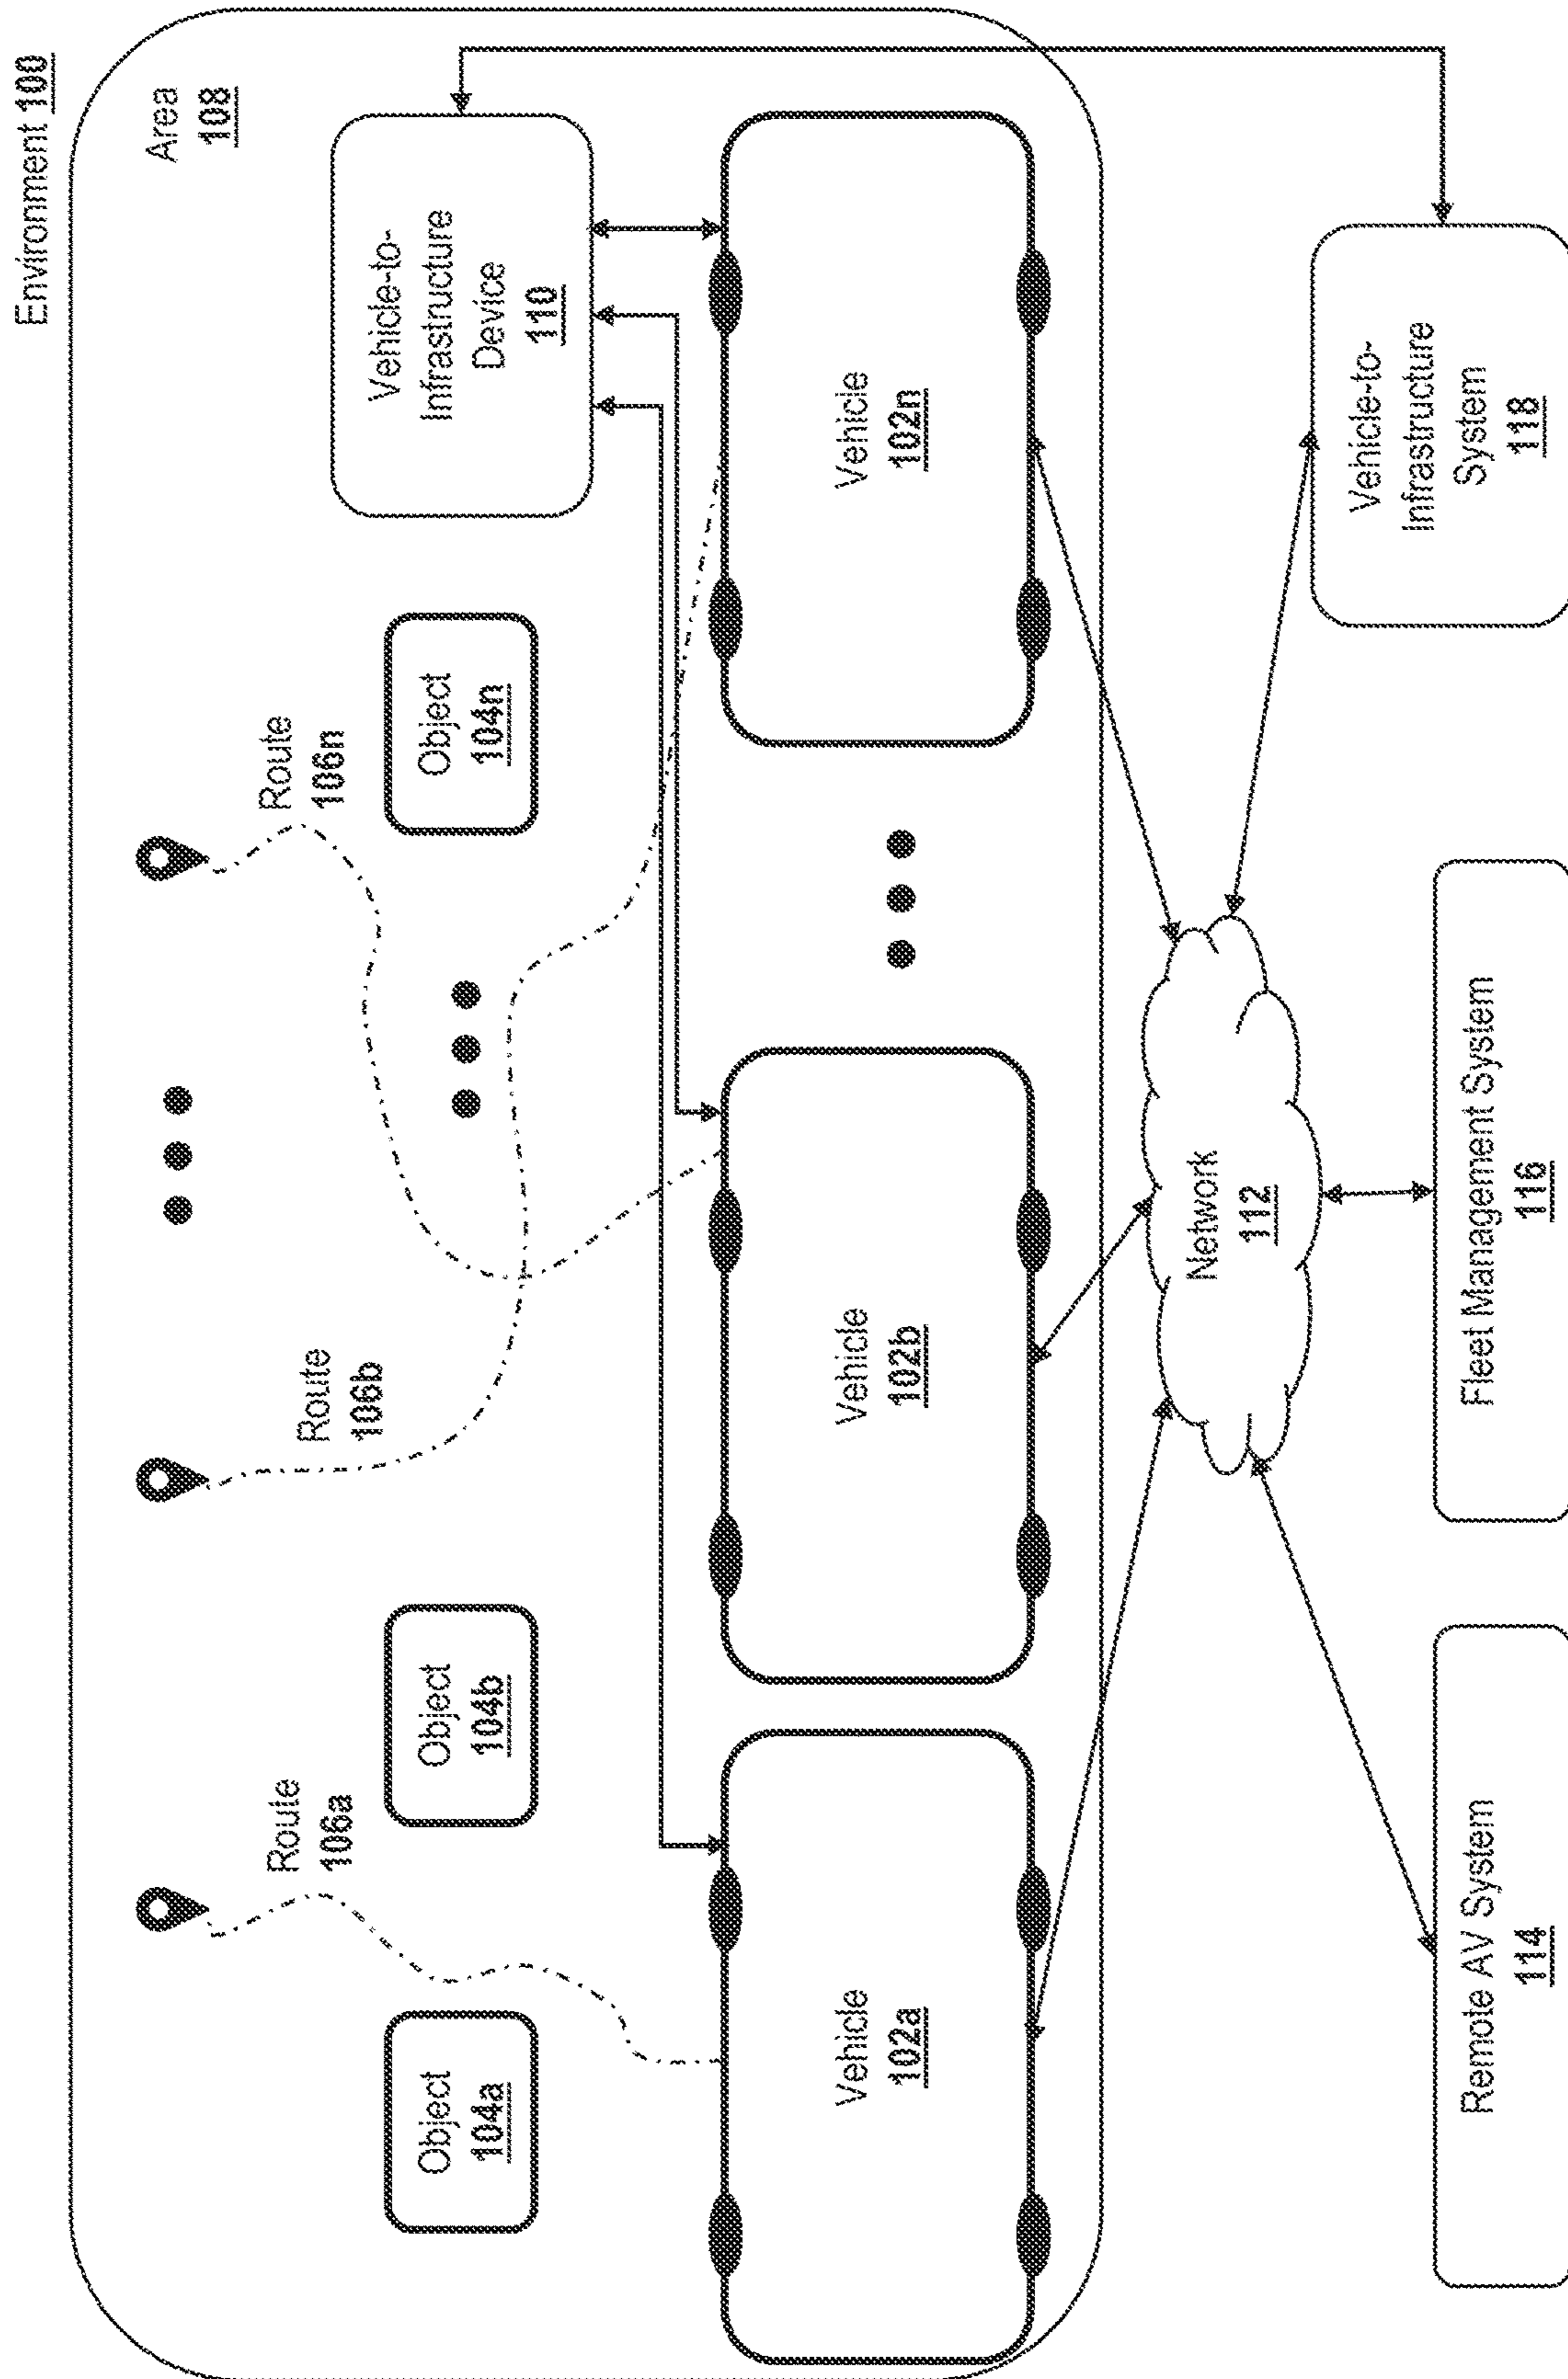 Environment 100
Area
108
Route
106a
Route
106b
Route
106n
Object
104a
Object
104b
Object
104n
Vehicle-to-
Infrastructure
Device
110
Vehicle
102a
Vehicle
102b
Vehicle
102n
Network
112
Remote AV System
114
Fleet Management System
116
Vehicle-to-
Infrastructure
System
118